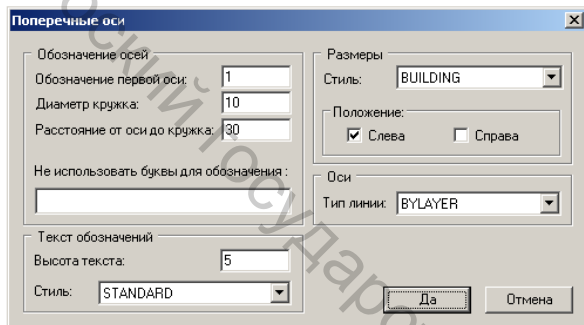 Поперечные оси
Обозначение осей
Обозначение первой оси: 1
Диаметр кружка: 10
Расстояние от оси до кружка: 30
Не использовать буквы для обозначения :
Текст обозначений
Высота текста: 5
Стиль: STANDARD
Размеры
Стиль: BUILDING
Положение:
Слева Справа
Оси
Тип линии: BYLAYER
Да Отмена